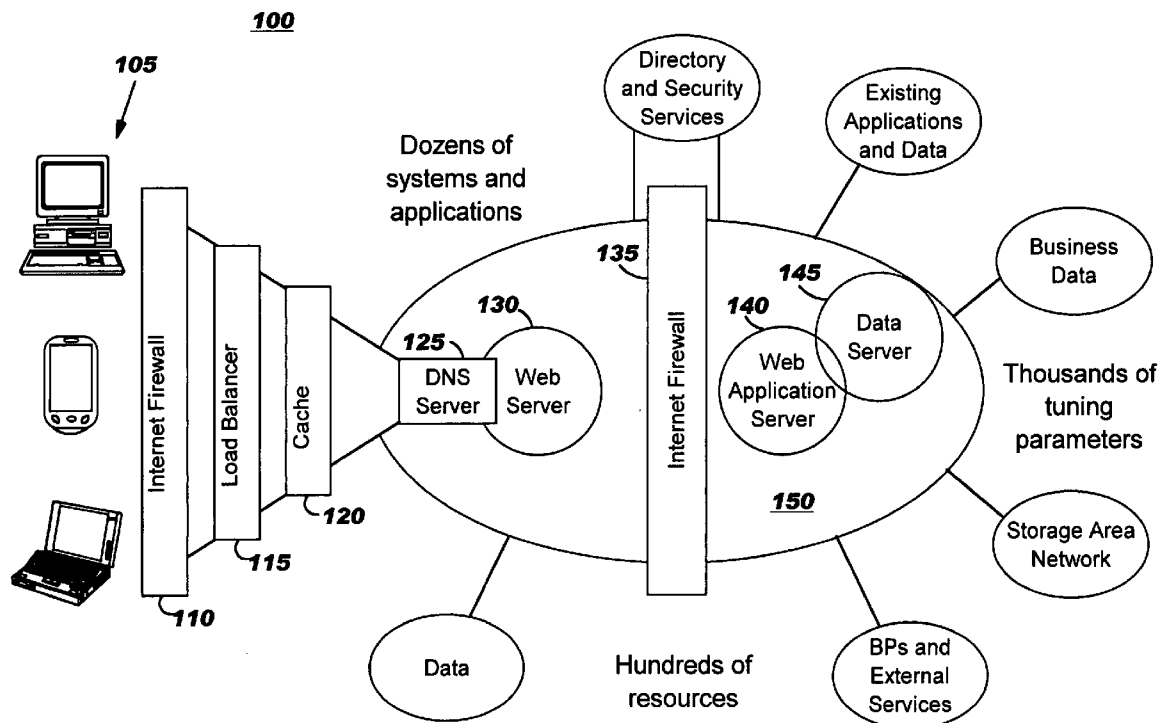 100
105
Directory
and Security
Services
Existing
Applications
and Data
Dozens of
systems and
applications
Business
Data
135
145
130
140
125
Data
Server
DNS
Server
Web
Server
Web
Application
Server
Internet Firewall
Load Balancer
Cache
Internet Firewall
Thousands of
tuning
parameters
120
150
115
Storage Area
Network
110
Data
Hundreds of
resources
BPs and
External
Services